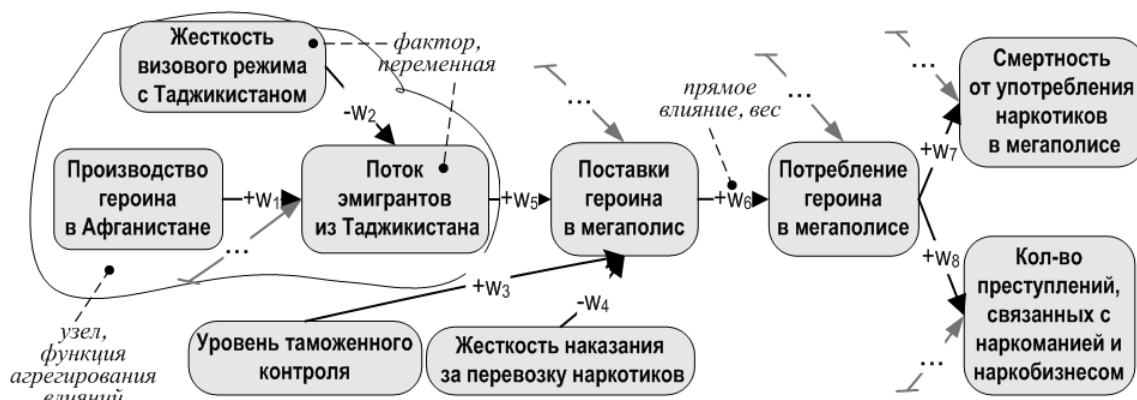 Жесткость
визового режима
с Таджикистаном
фактор,
переменная
-w2
Производство
героина
в Афганистане
+w1
Поток
эмигрантов
из Таджикистана
...
узел,
функция
агрегирования
влияний
+w5
...
Поставки
героина
в мегаполис
+w3
-w4
Уровень таможенного
контроля
Жесткость наказания
за перевозку наркотиков
прямое
влияние, вес
+w6
...
Потребление
героина
в мегаполисе
+w7
+w8
...
Смертность
от употребления
наркотиков
в мегаполисе
...
Кол-во
преступлений,
связанных с
наркоманией и
наркобизнесом